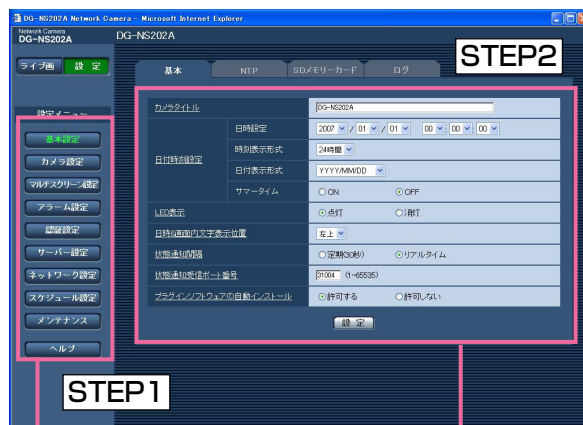 DG-NS202A Network Camera - Microsoft Internet Explorer
Network Camera
DG-NS202A
DG-NS202A
ライブ画 設 定
STEP2
基本 NTP SDメモリーカード ログ
設定メニュー
基本設定
カメラ設定
マルチスクリーン設定
アラーム設定
認証設定
サーバー設定
ネットワーク設定
スケジュール設定
メンテナンス
ヘルプ
STEP1
カメラタイトル DG-NS202A
日付時刻設定
日時設定 2007 / 01 / 01 00 : 00 : 00
時刻表示形式 24時間
日付表示形式 YYYY/MM/DD
サマータイム ON OFF
LED表示 点灯 消灯
日時&画面内文字表示位置 左上
状態通知間隔 定期(30秒) リアルタイム
状態通知受信ポート番号 31004 (1-65535)
プラグインソフトウェアの自動インストール 許可する 許可しない
設 定